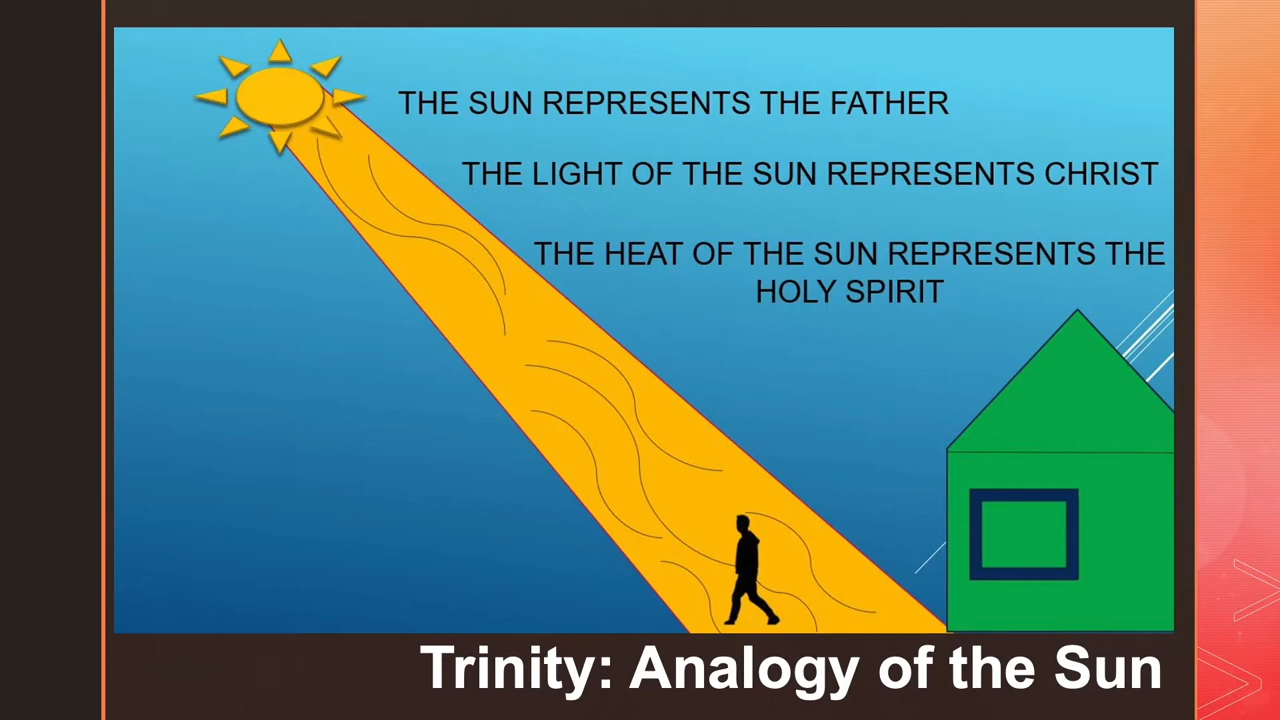 THE SUN REPRESENTS THE FATHER
THE LIGHT OF THE SUN REPRESENTS CHRIST
THE HEAT OF THE SUN REPRESENTS THE
HOLY SPIRIT
Trinity: Analogy of the Sun